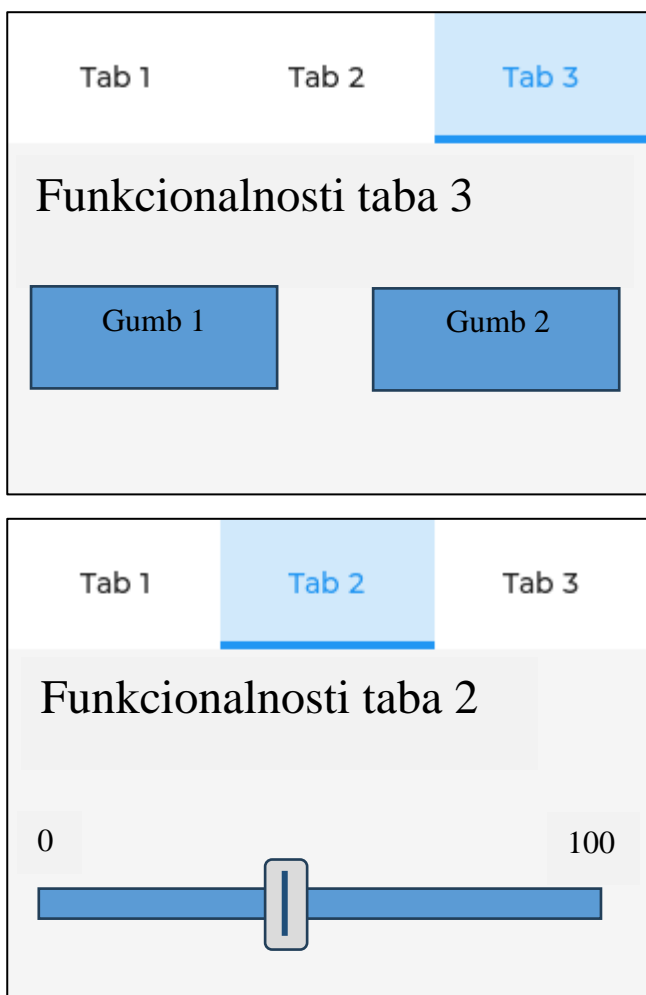 Tab 1 Tab 2 Tab 3
Funkcionalnosti taba 3
Gumb 1 Gumb 2
Tab 1 Tab 2 Tab 3
Funkcionalnosti taba 2
0 100